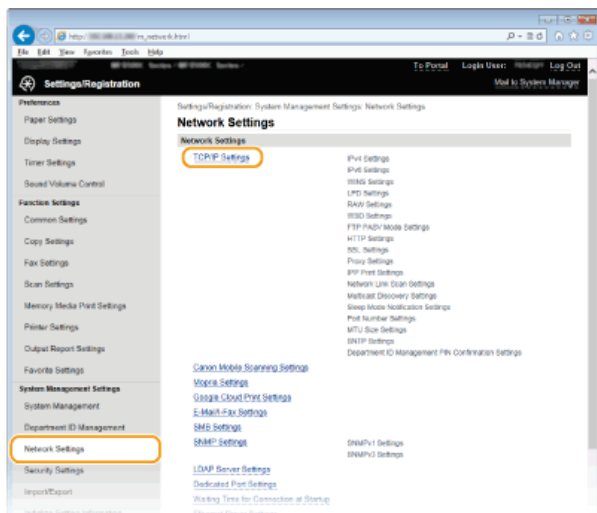 File Edit View Favorites Tools Help
To Portal Login User: Log Out
Settings/Registration
Mail to System Manager
Preferences
Paper Settings
Display Settings
Timer Settings
Sound Volume Control
Function Settings
Common Settings
Copy Settings
Fax Settings
Scan Settings
Memory Media Print Settings
Printer Settings
Output Report Settings
Favorite Settings
System Management Settings
System Management
Department ID Management
Network Settings
Security Settings
Import/Export
Settings/Registration: System Management Settings: Network Settings
Network Settings
Network Settings
TCP/IP Settings
IPv4 Settings
IPv6 Settings
WINS Settings
LPD Settings
RAW Settings
WSD Settings
FTP PASV Mode Settings
HTTP Settings
SSL Settings
Proxy Settings
IPP Print Settings
Network Link Scan Settings
Multicast Discovery Settings
Sleep Mode Notification Settings
Port Number Settings
MTU Size Settings
SNTP Settings
Department ID Management PIN Confirmation Settings
Canon Mobile Scanning Settings
Mopria Settings
Google Cloud Print Settings
E-Mail/I-Fax Settings
SMB Settings
SNMP Settings
SNMPv1 Settings
SNMPv3 Settings
LDAP Server Settings
Dedicated Port Settings
Waiting Time for Connection at Startup